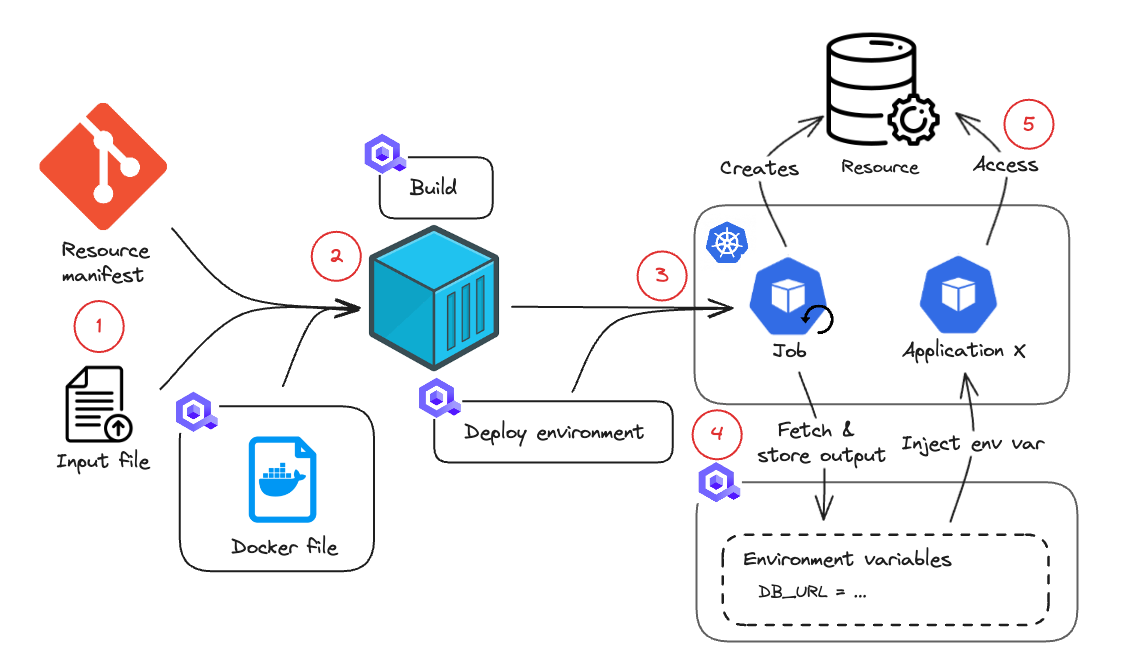 Resource
manifest
1
Input file
Docker file
2
Build
Deploy environment
3
Creates
Resource
Access
5
Job
Application X
4
Fetch &
store output
Inject env var
Environment variables
DB_URL = ...